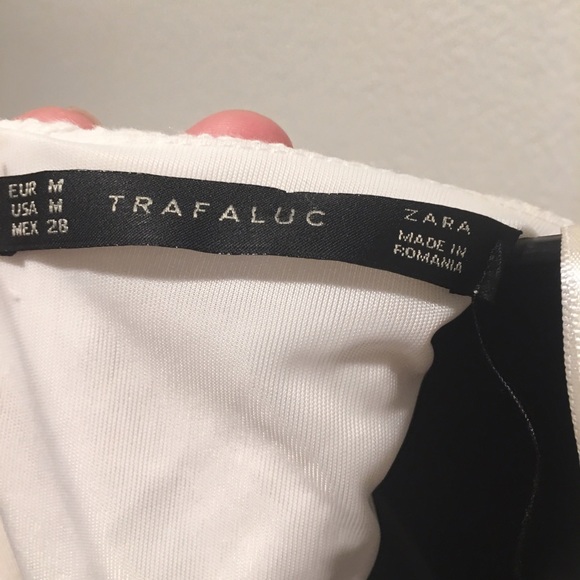 EUR M
USA M
MEX 28
TRAFALUC
ZARA
MADE IN
ROMANIA